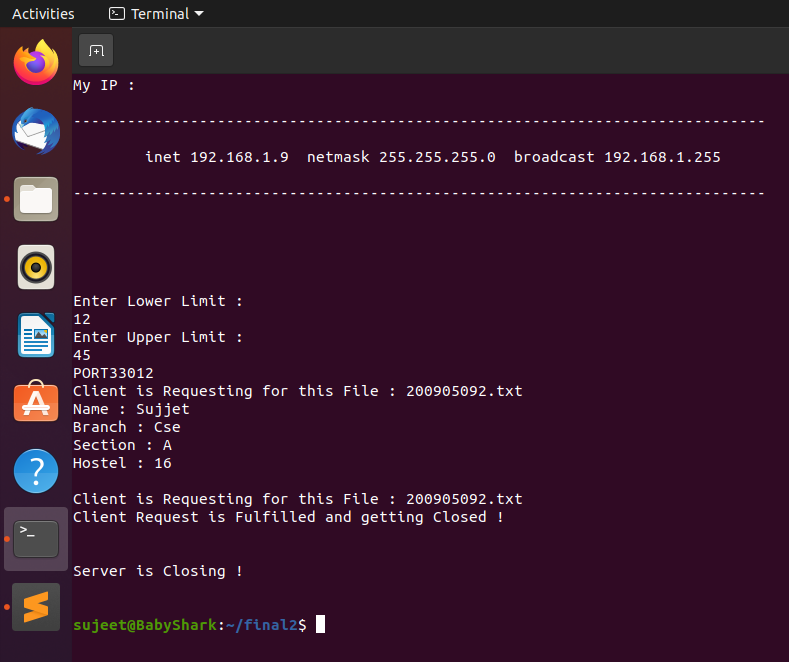 Activities Terminal
My IP :
-----------------------------------------------------------------------------
inet 192.168.1.9 netmask 255.255.255.0 broadcast 192.168.1.255
-----------------------------------------------------------------------------
Enter Lower Limit :
12
Enter Upper Limit :
45
PORT33012
Client is Requesting for this File : 200905092.txt
Name : Sujjet
Branch : Cse
Section : A
Hostel : 16
Client is Requesting for this File : 200905092.txt
Client Request is Fulfilled and getting Closed !
Server is Closing !
sujeet@BabyShark:~/final2$